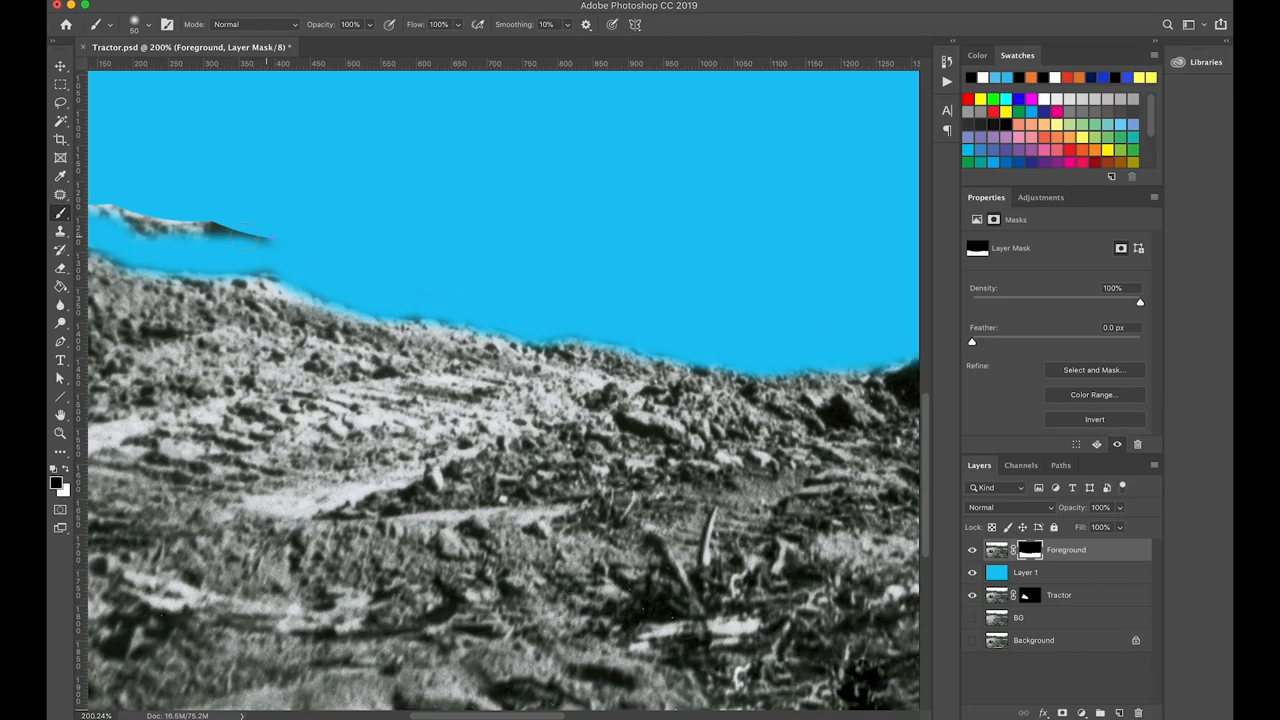 Adobe Photoshop CC 2019
50
Mode: Normal
Opacity: 100%
Flow: 100%
Smoothing: 10%
Tractor.psd @ 200% (Foreground, Layer Mask/8) *
150 200 250 300 350 400 450 500 550 600 650 700 750 800 850 900 950 1000 1050 1100 1150 1200 1250
Color Swatches
Libraries
Properties Adjustments
Masks
Layer Mask
Density: 100%
Feather: 0.0 px
Refine: Select and Mask...
Color Range...
Invert
Layers Channels Paths
Kind
Normal Opacity: 100%
Lock: Fill: 100%
Foreground
Layer 1
Tractor
BG
Background
200.24% Doc: 16.5M/75.2M